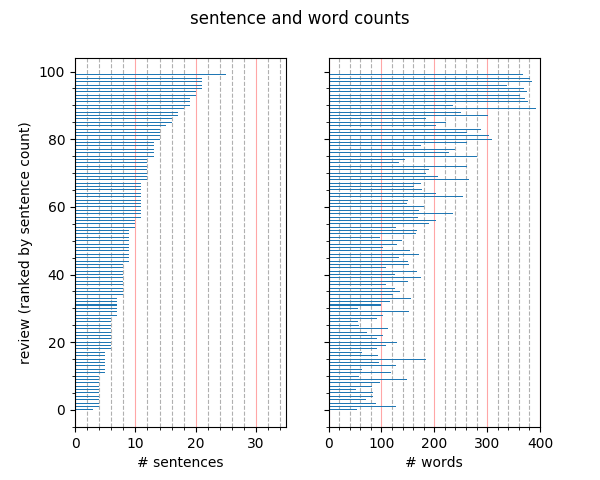 sentence and word counts
review (ranked by sentence count)
100
80
60
40
20
0
0 10 20 30
# sentences
0 100 200 300 400
# words